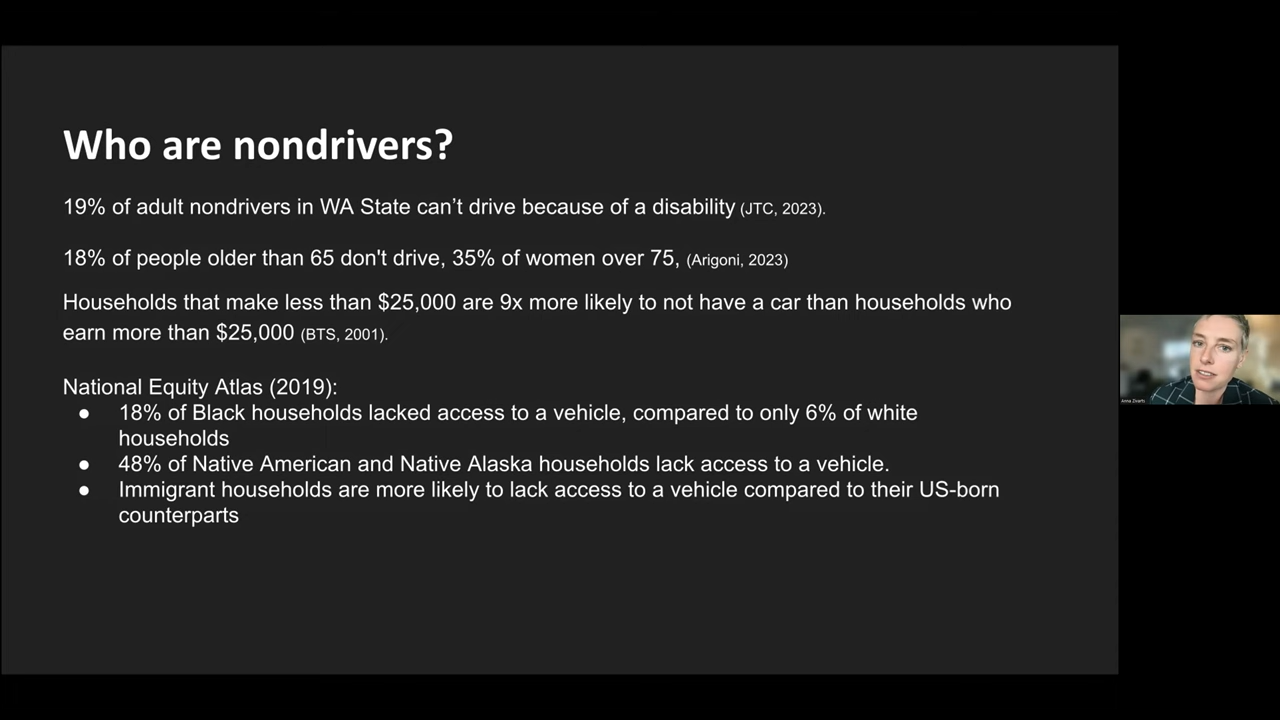 Who are nondrivers?
19% of adult nondrivers in WA State can’t drive because of a disability (JTC, 2023).
18% of people older than 65 don't drive, 35% of women over 75, (Arigoni, 2023)
Households that make less than $25,000 are 9x more likely to not have a car than households who
earn more than $25,000 (BTS, 2001).
National Equity Atlas (2019):
● 18% of Black households lacked access to a vehicle, compared to only 6% of white
households
● 48% of Native American and Native Alaska households lack access to a vehicle.
● Immigrant households are more likely to lack access to a vehicle compared to their US-born
counterparts
Anna Zivarts